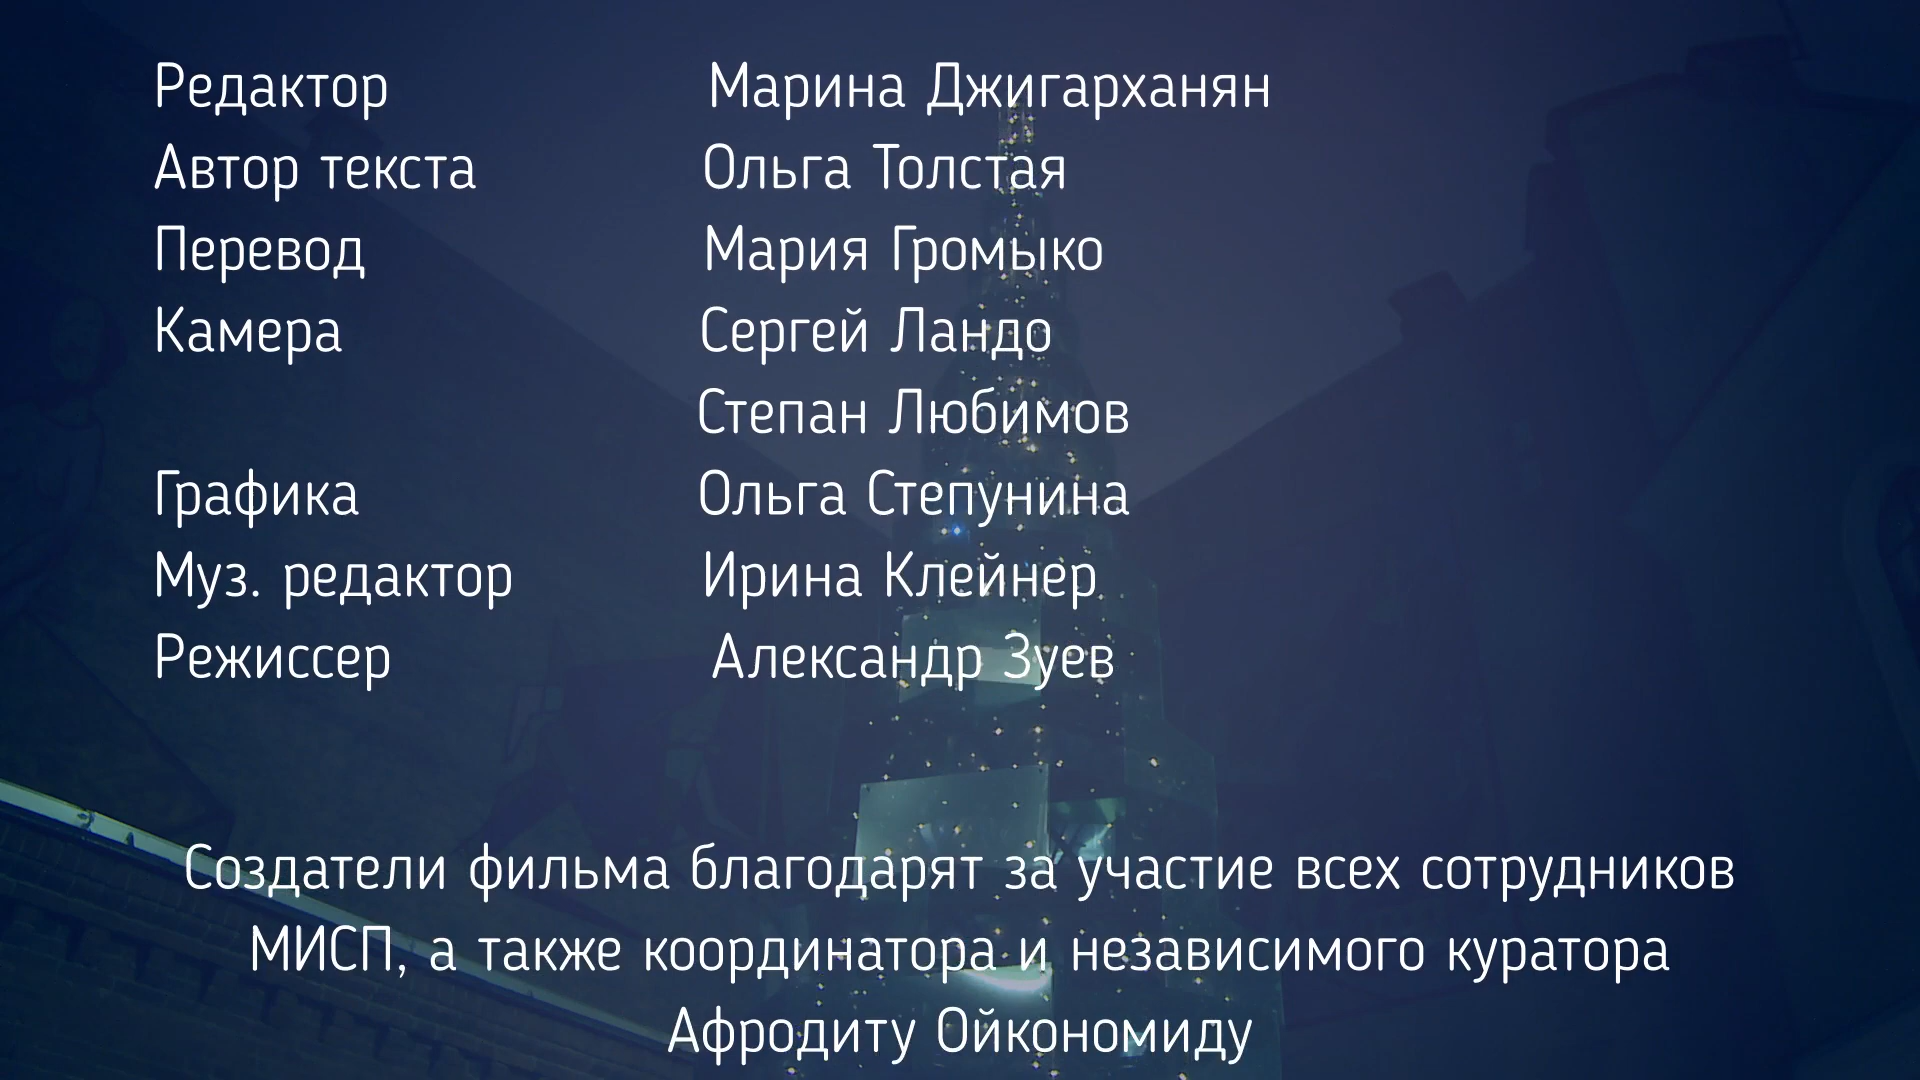 Редактор Марина Джигарханян
Автор текста Ольга Толстая
Перевод Мария Громыко
Камера Сергей Ландо
Степан Любимов
Графика Ольга Степунина
Муз. редактор Ирина Клейнер
Режиссер Александр Зуев
Создатели фильма благодарят за участие всех сотрудников
МИСП, а также координатора и независимого куратора
Афродиту Ойкономиду